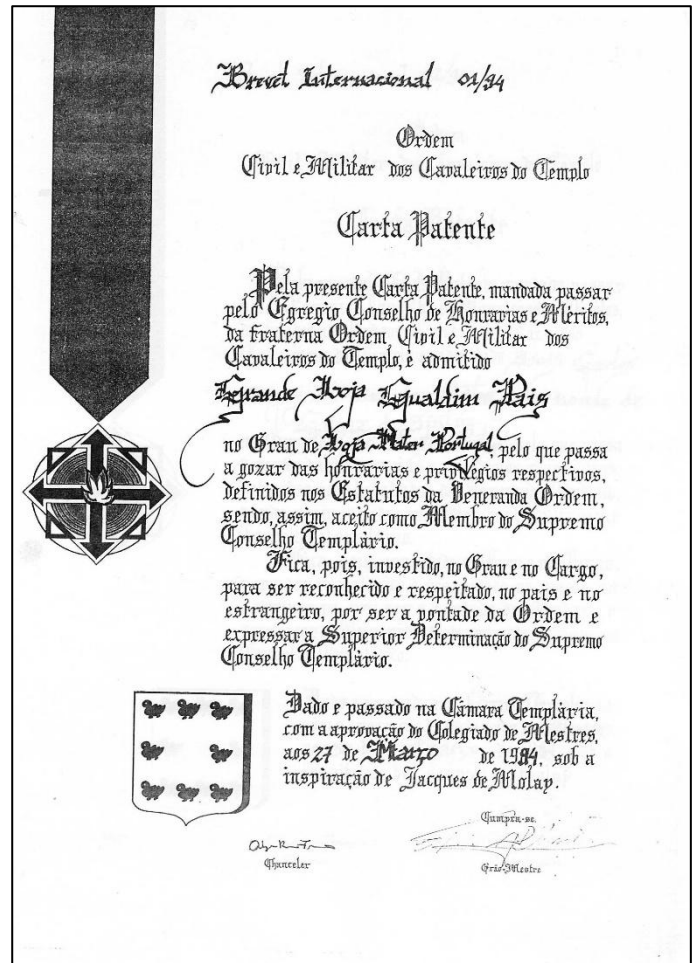 Brevet Internacional 01/94
Ordem
Civil e Militar dos Cavaleiros do Templo
Carta Patente
Pela presente Carta Patente, mandada passar
pelo Egregio Conselho de Honrarias e Méritos,
da fraterna Ordem Civil e Militar dos
Cavaleiros do Templo, é admitido
Grande Loja Gualdim Pais
no Grau de Loja Mater Portugal, pelo que passa
a gozar das honrarias e privilégios respectivos,
definidos nos Estatutos da Veneranda Ordem,
sendo, assim, aceito como Membro do Supremo
Conselho Templário.
Fica, pois, investido, no Grau e no Cargo,
para ser reconhecido e respeitado, no pais e no
estrangeiro, por ser a vontade da Ordem e
expressar a Superior Determinação do Supremo
Conselho Templário.
Dado e passado na Câmara Templária,
com a aprovação do Colegiado de Mestres,
aos 27 de Março de 1994, sob a
inspiração de Jacques de Molay.
Cumpra-se,
Chanceler
Grão-Mestre